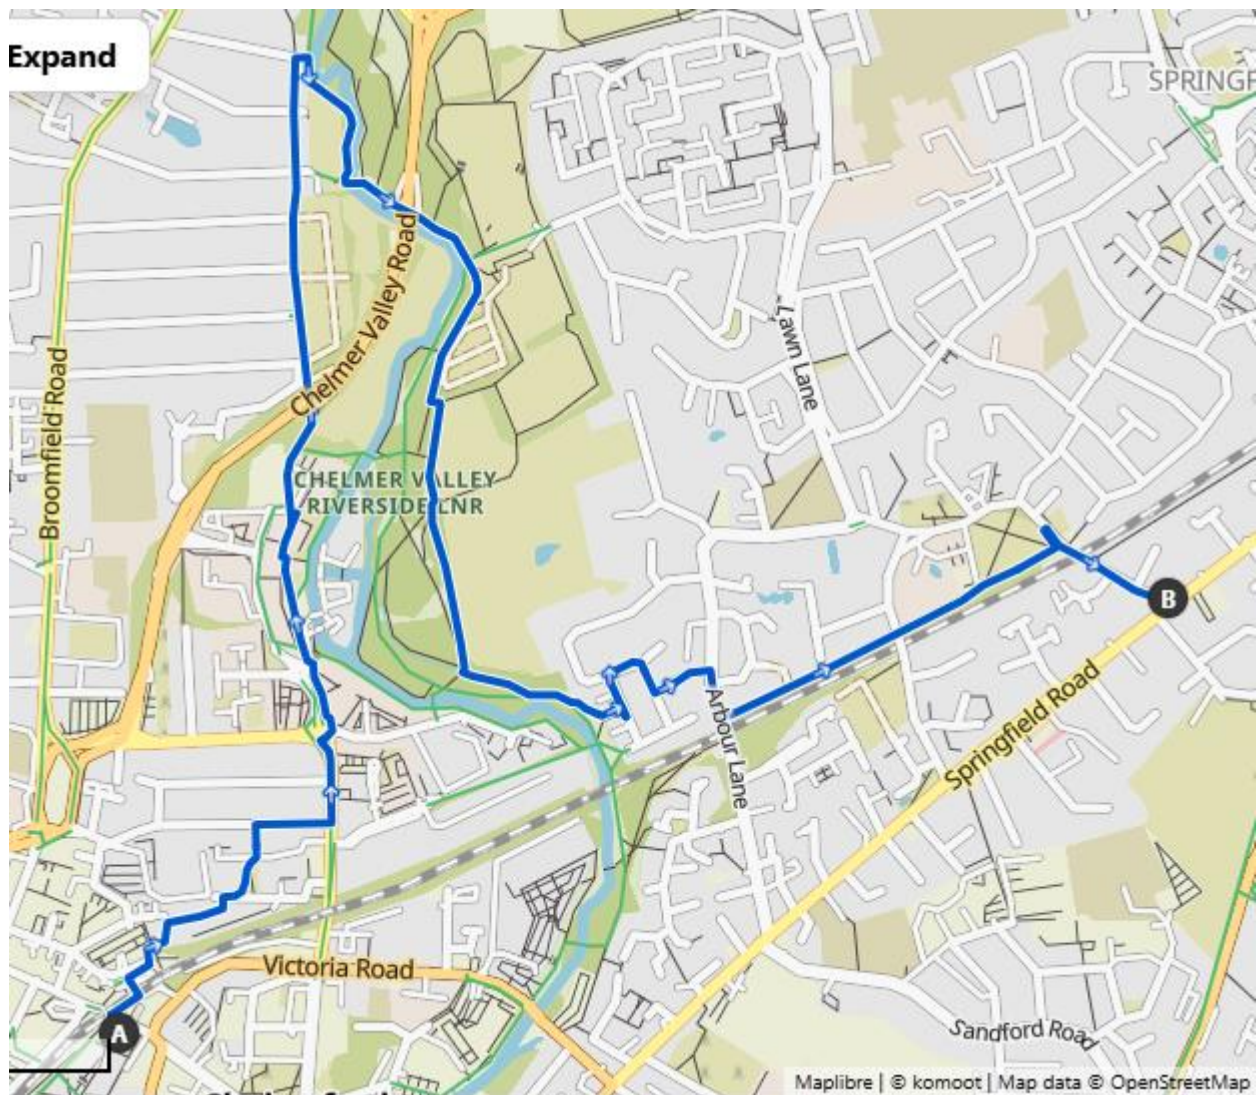 Expand
SPRINGF
Chelmer Valley Road
Lawn Lane
Broomfield Road
CHELMER VALLEY
RIVERSIDE LNR
B
Arbour Lane
Springfield Road
Victoria Road
A
Sandford Road
Maplibre | © komoot | Map data © OpenStreetMap